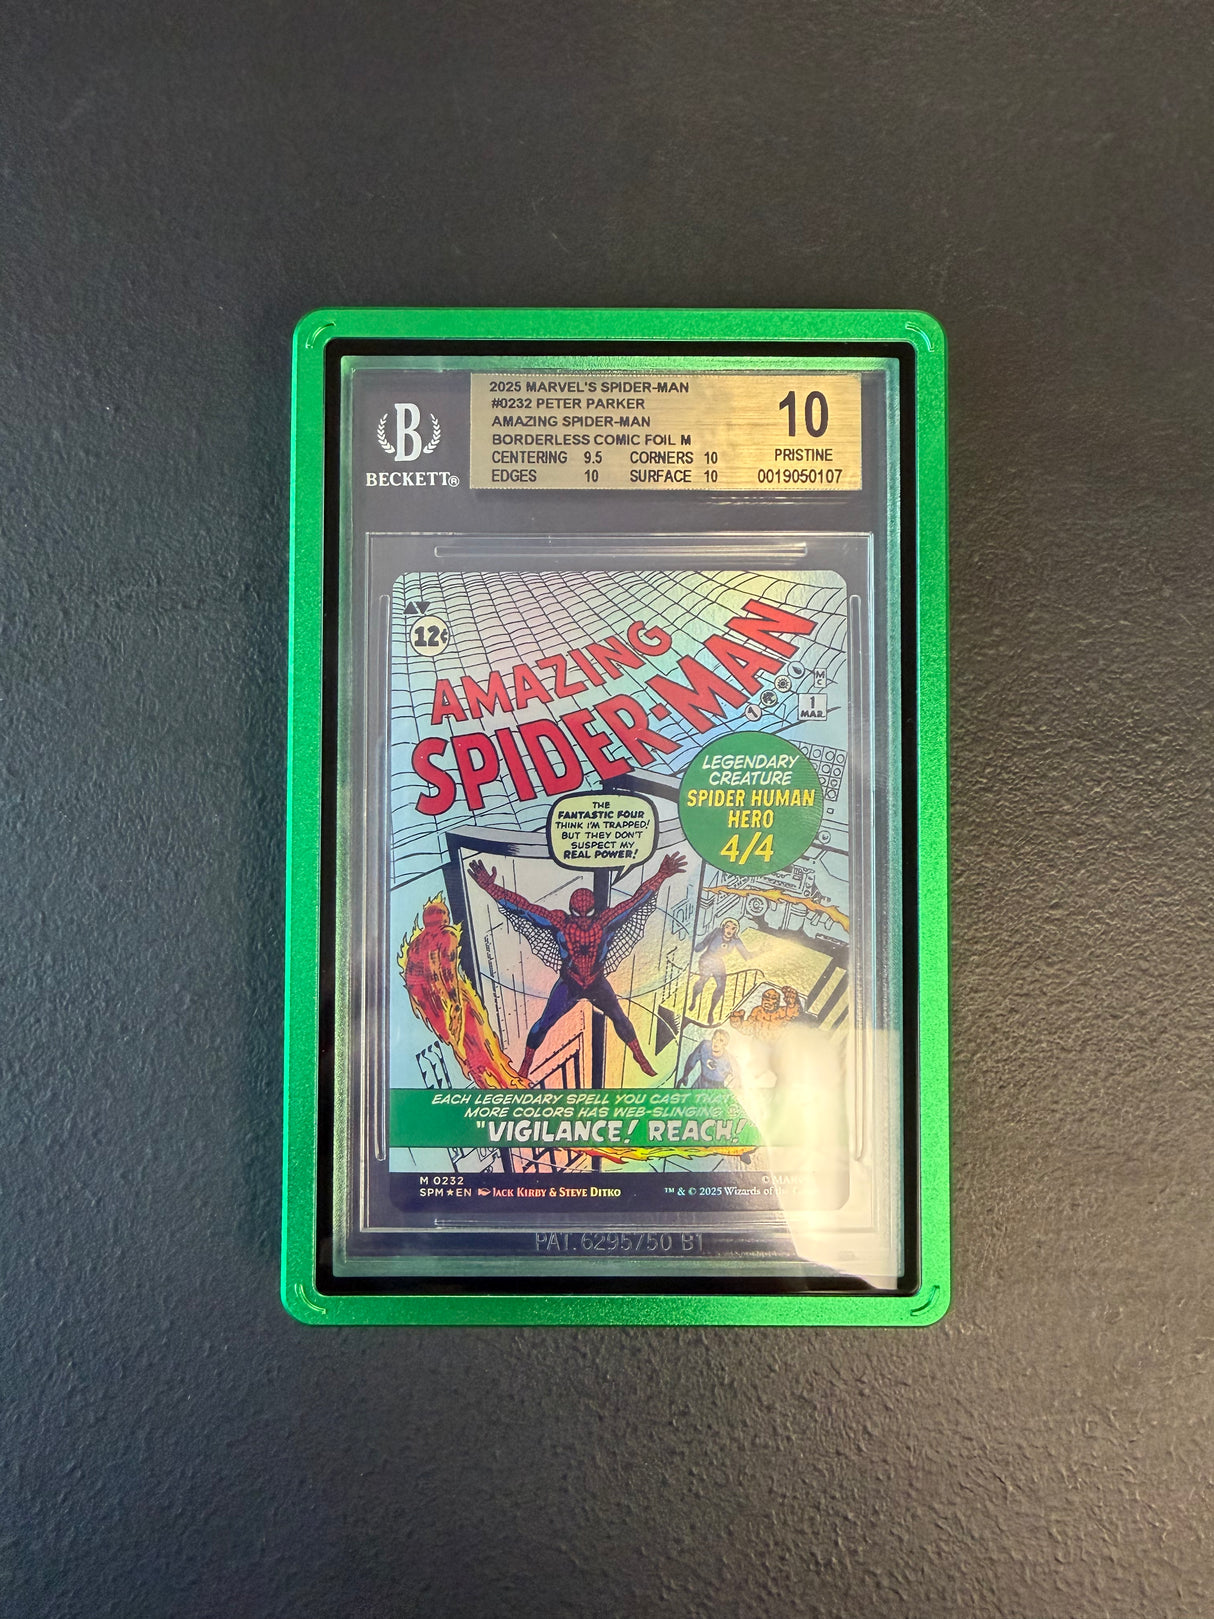 2025 MARVEL'S SPIDER-MAN
#0232 PETER PARKER
AMAZING SPIDER-MAN
BORDERLESS COMIC FOIL M
CENTERING 9.5 CORNERS 10
EDGES 10 SURFACE 10
10
PRISTINE
0019050107
B
BECKETT®
12¢
AMAZING
SPIDER-MAN
MC
1
MAR.
LEGENDARY
CREATURE
SPIDER HUMAN
HERO
4/4
THE
FANTASTIC FOUR
THINK I'M TRAPPED!
BUT THEY DON'T
SUSPECT MY
REAL POWER!
EACH LEGENDARY SPELL YOU CAST THAT
MORE COLORS HAS WEB-SLINGING
"VIGILANCE! REACH!
M 0232
SPM★EN JACK KIRBY & STEVE DITKO
© MARVEL
™ & © 2025 Wizards of the
PAT.6295750 B1